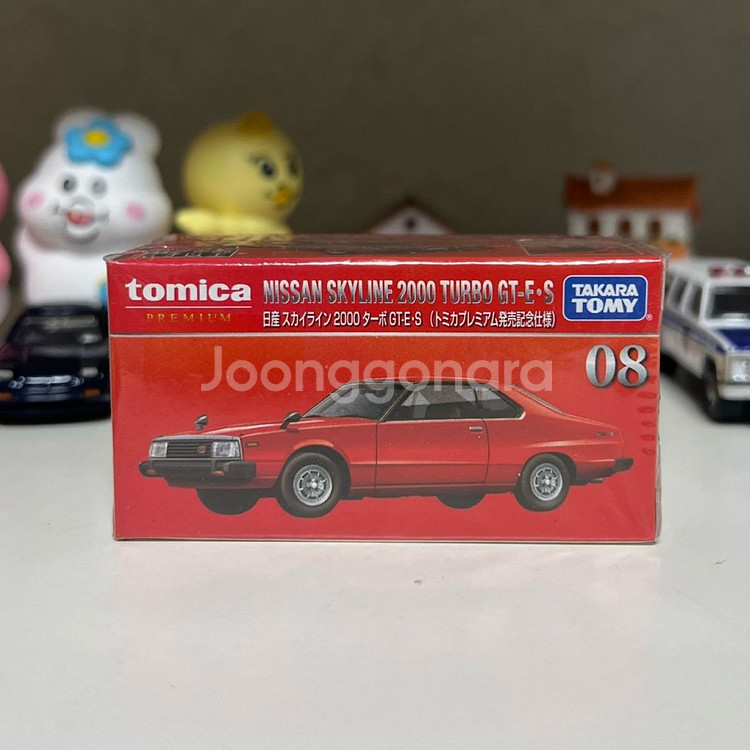 tomica NISSAN SKYLINE 2000 TURBO GT-E•S TAKARA TOMY
PREMIUM 日産 スカイライン 2000 ターボ GT-E•S (トミカプレミアム発売記念仕様)
08
Joonggonara